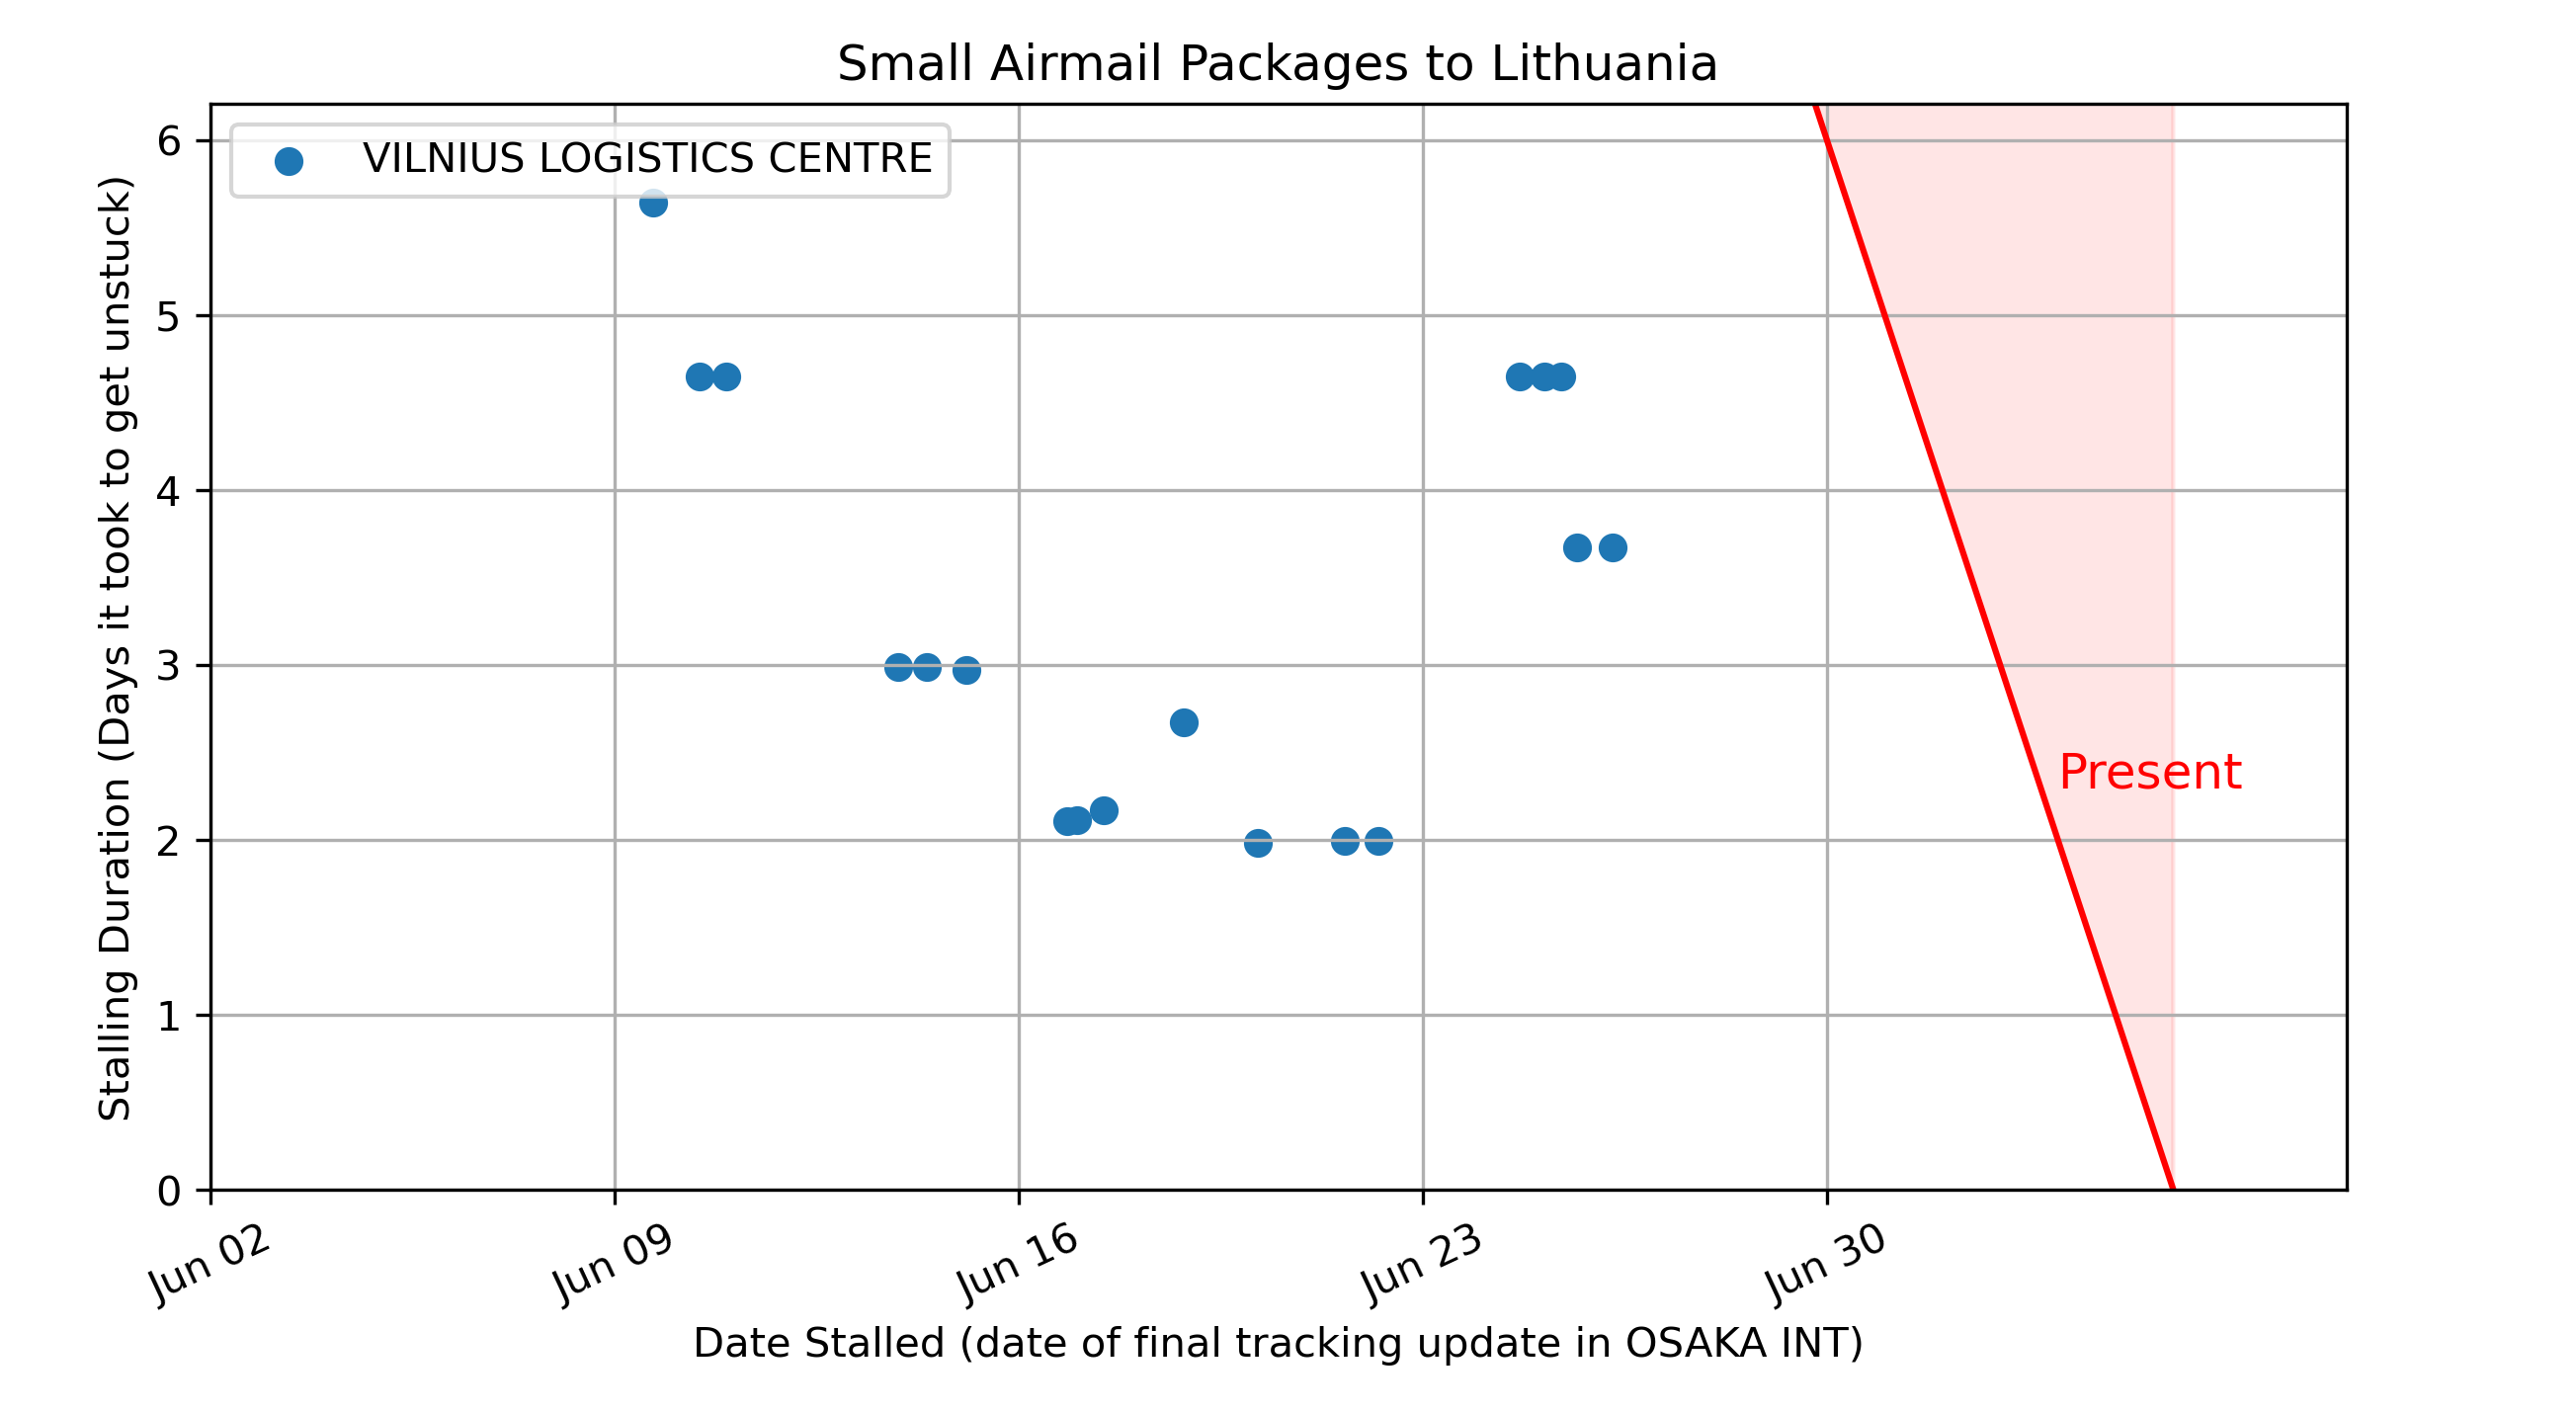 Small Airmail Packages to Lithuania
VILNIUS LOGISTICS CENTRE
Stalling Duration (Days it took to get unstuck)
6
5
4
3
2
1
0
Present
Jun 02
Jun 09
Jun 16
Jun 23
Jun 30
Date Stalled (date of final tracking update in OSAKA INT)